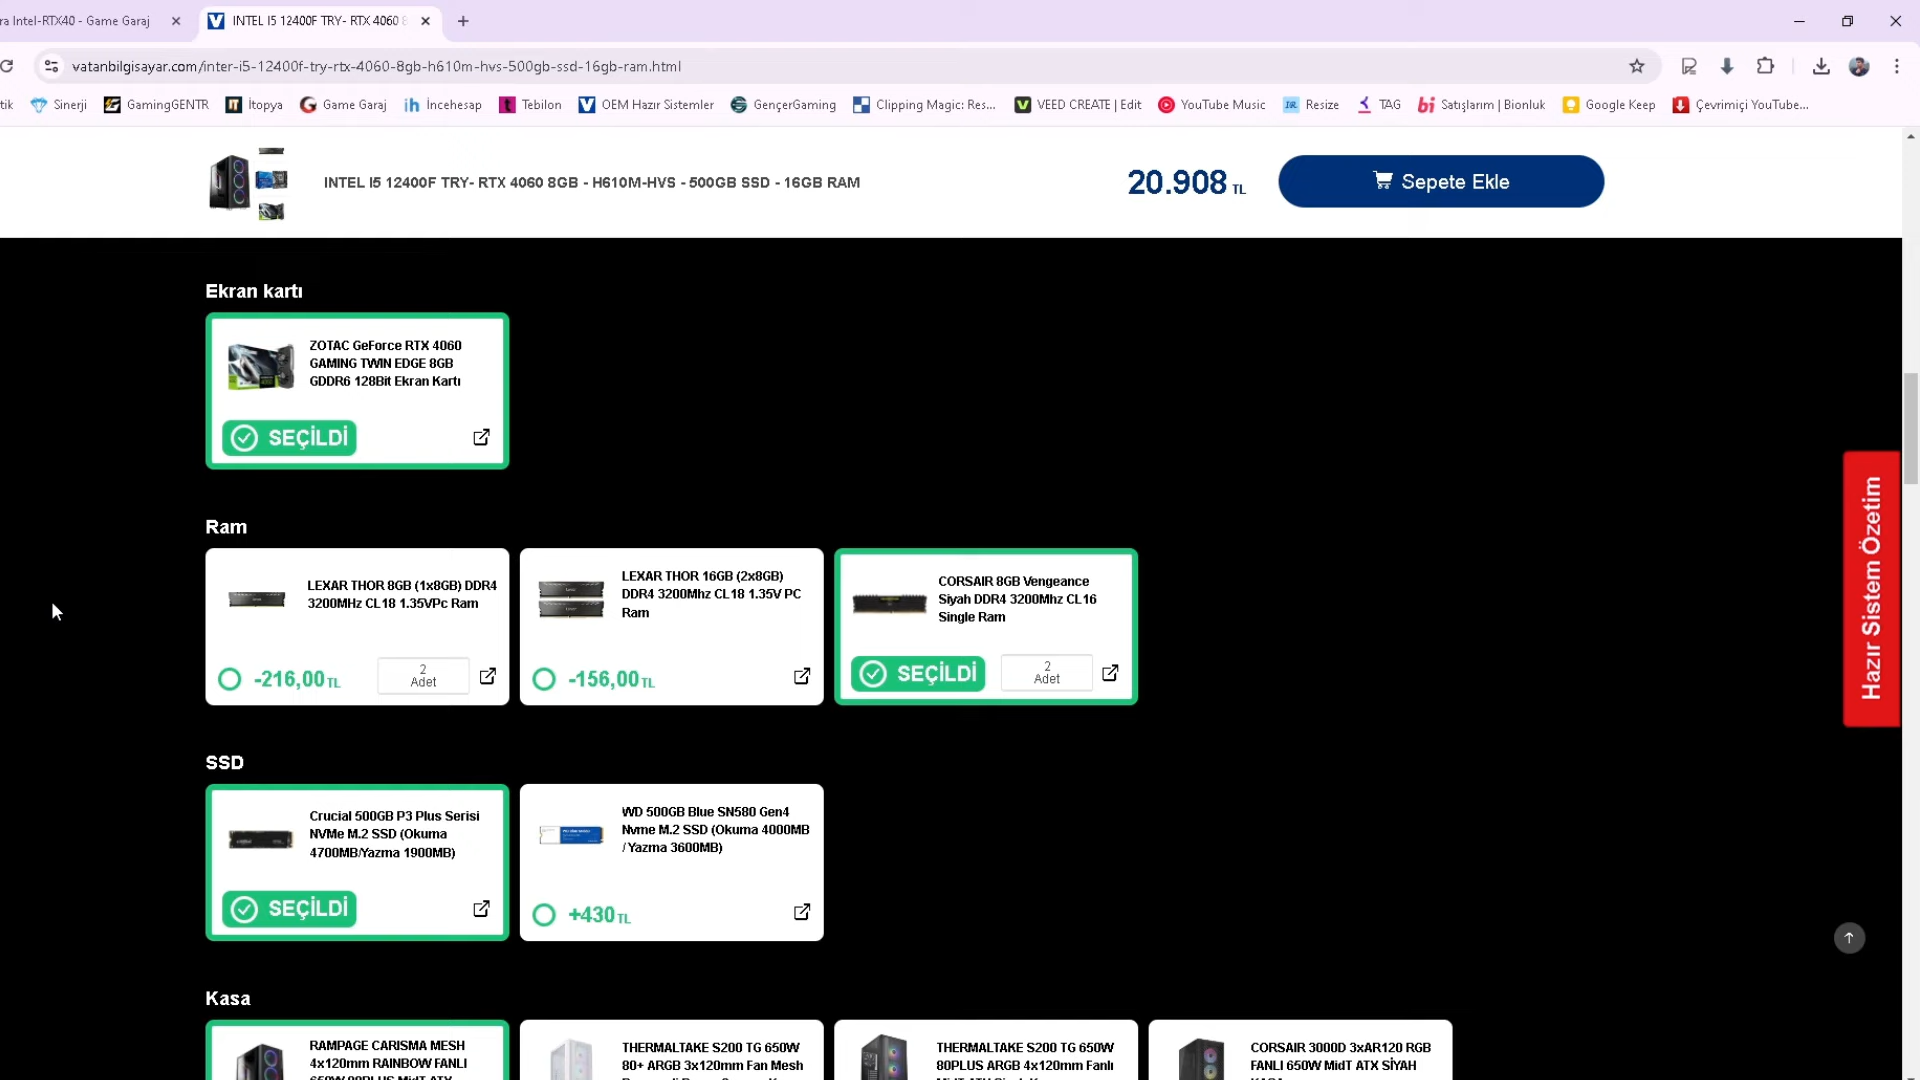 ra Intel-RTX40 - Game Garaj
INTEL I5 12400F TRY- RTX 4060 8
vatanbilgisayar.com/inter-i5-12400f-try-rtx-4060-8gb-h610m-hvs-500gb-ssd-16gb-ram.html
tik Sinerji GamingGENTR İtopya Game Garaj İncehesap Tebilon OEM Hazır Sistemler GençerGaming Clipping Magic: Res... VEED CREATE | Edit YouTube Music Resize TAG Satışlarım | Bionluk Google Keep Çevrimiçi YouTube...
INTEL I5 12400F TRY- RTX 4060 8GB - H610M-HVS - 500GB SSD - 16GB RAM
20.908 TL
Sepete Ekle
Ekran kartı
ZOTAC GeForce RTX 4060
GAMING TWIN EDGE 8GB
GDDR6 128Bit Ekran Kartı
SEÇİLDİ
Ram
LEXAR THOR 8GB (1x8GB) DDR4
3200MHz CL18 1.35VPc Ram
-216,00 TL
2
Adet
LEXAR THOR 16GB (2x8GB)
DDR4 3200Mhz CL18 1.35V PC
Ram
-156,00 TL
CORSAIR 8GB Vengeance
Siyah DDR4 3200Mhz CL16
Single Ram
SEÇİLDİ
2
Adet
SSD
Crucial 500GB P3 Plus Serisi
NVMe M.2 SSD (Okuma
4700MB/Yazma 1900MB)
SEÇİLDİ
WD 500GB Blue SN580 Gen4
Nvme M.2 SSD (Okuma 4000MB
/ Yazma 3600MB)
+430 TL
Kasa
RAMPAGE CARISMA MESH
4x120mm RAINBOW FANLI
650W 80PLUS MidT ATX
THERMALTAKE S200 TG 650W
80+ ARGB 3x120mm Fan Mesh
THERMALTAKE S200 TG 650W
80PLUS ARGB 4x120mm Fanlı
CORSAIR 3000D 3xAR120 RGB
FANLI 650W MidT ATX SİYAH
KASA
Hazır Sistem Özetim